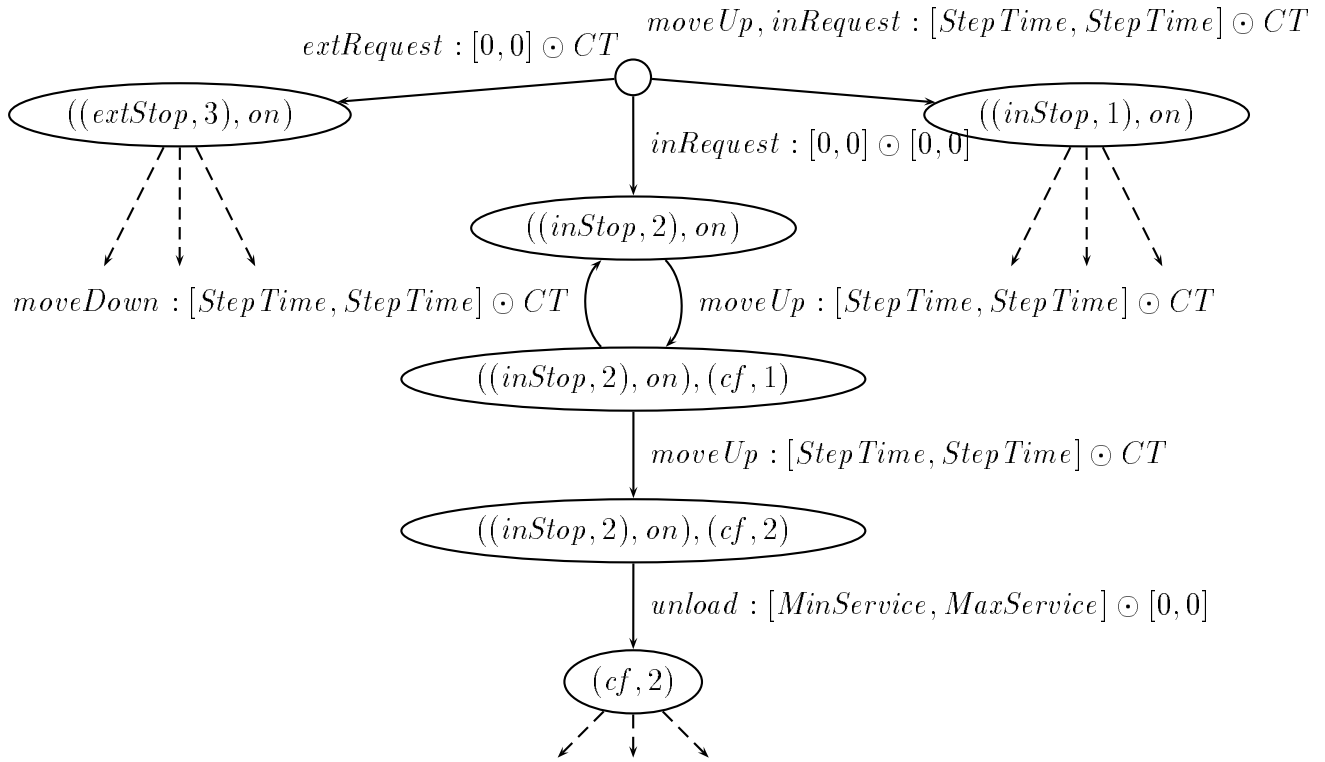 moveUp, inRequest : [StepTime, StepTime] ⊙ CT
extRequest : [0, 0] ⊙ CT
((extStop, 3), on)
((inStop, 1), on)
inRequest : [0, 0] ⊙ [0, 0]
((inStop, 2), on)
moveDown : [StepTime, StepTime] ⊙ CT
moveUp : [StepTime, StepTime] ⊙ CT
((inStop, 2), on), (cf, 1)
moveUp : [StepTime, StepTime] ⊙ CT
((inStop, 2), on), (cf, 2)
unload : [MinService, MaxService] ⊙ [0, 0]
(cf, 2)